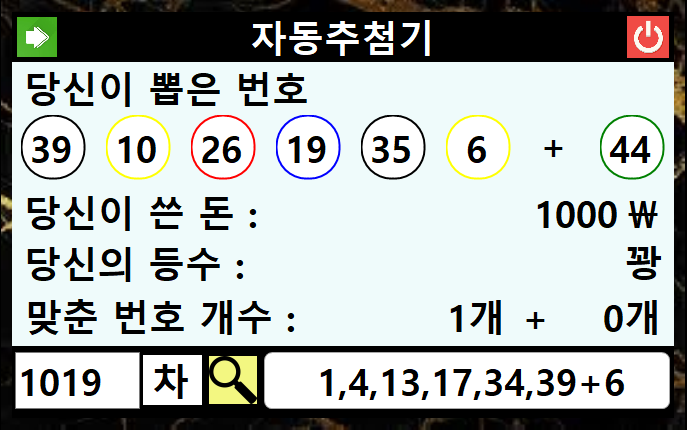 자동추첨기
당신이 뽑은 번호
39 10 26 19 35 6 + 44
당신이 쓴 돈 : 1000 ₩
당신의 등수 : 꽝
맞춘 번호 개수 : 1개 + 0개
1019 차 1,4,13,17,34,39+6